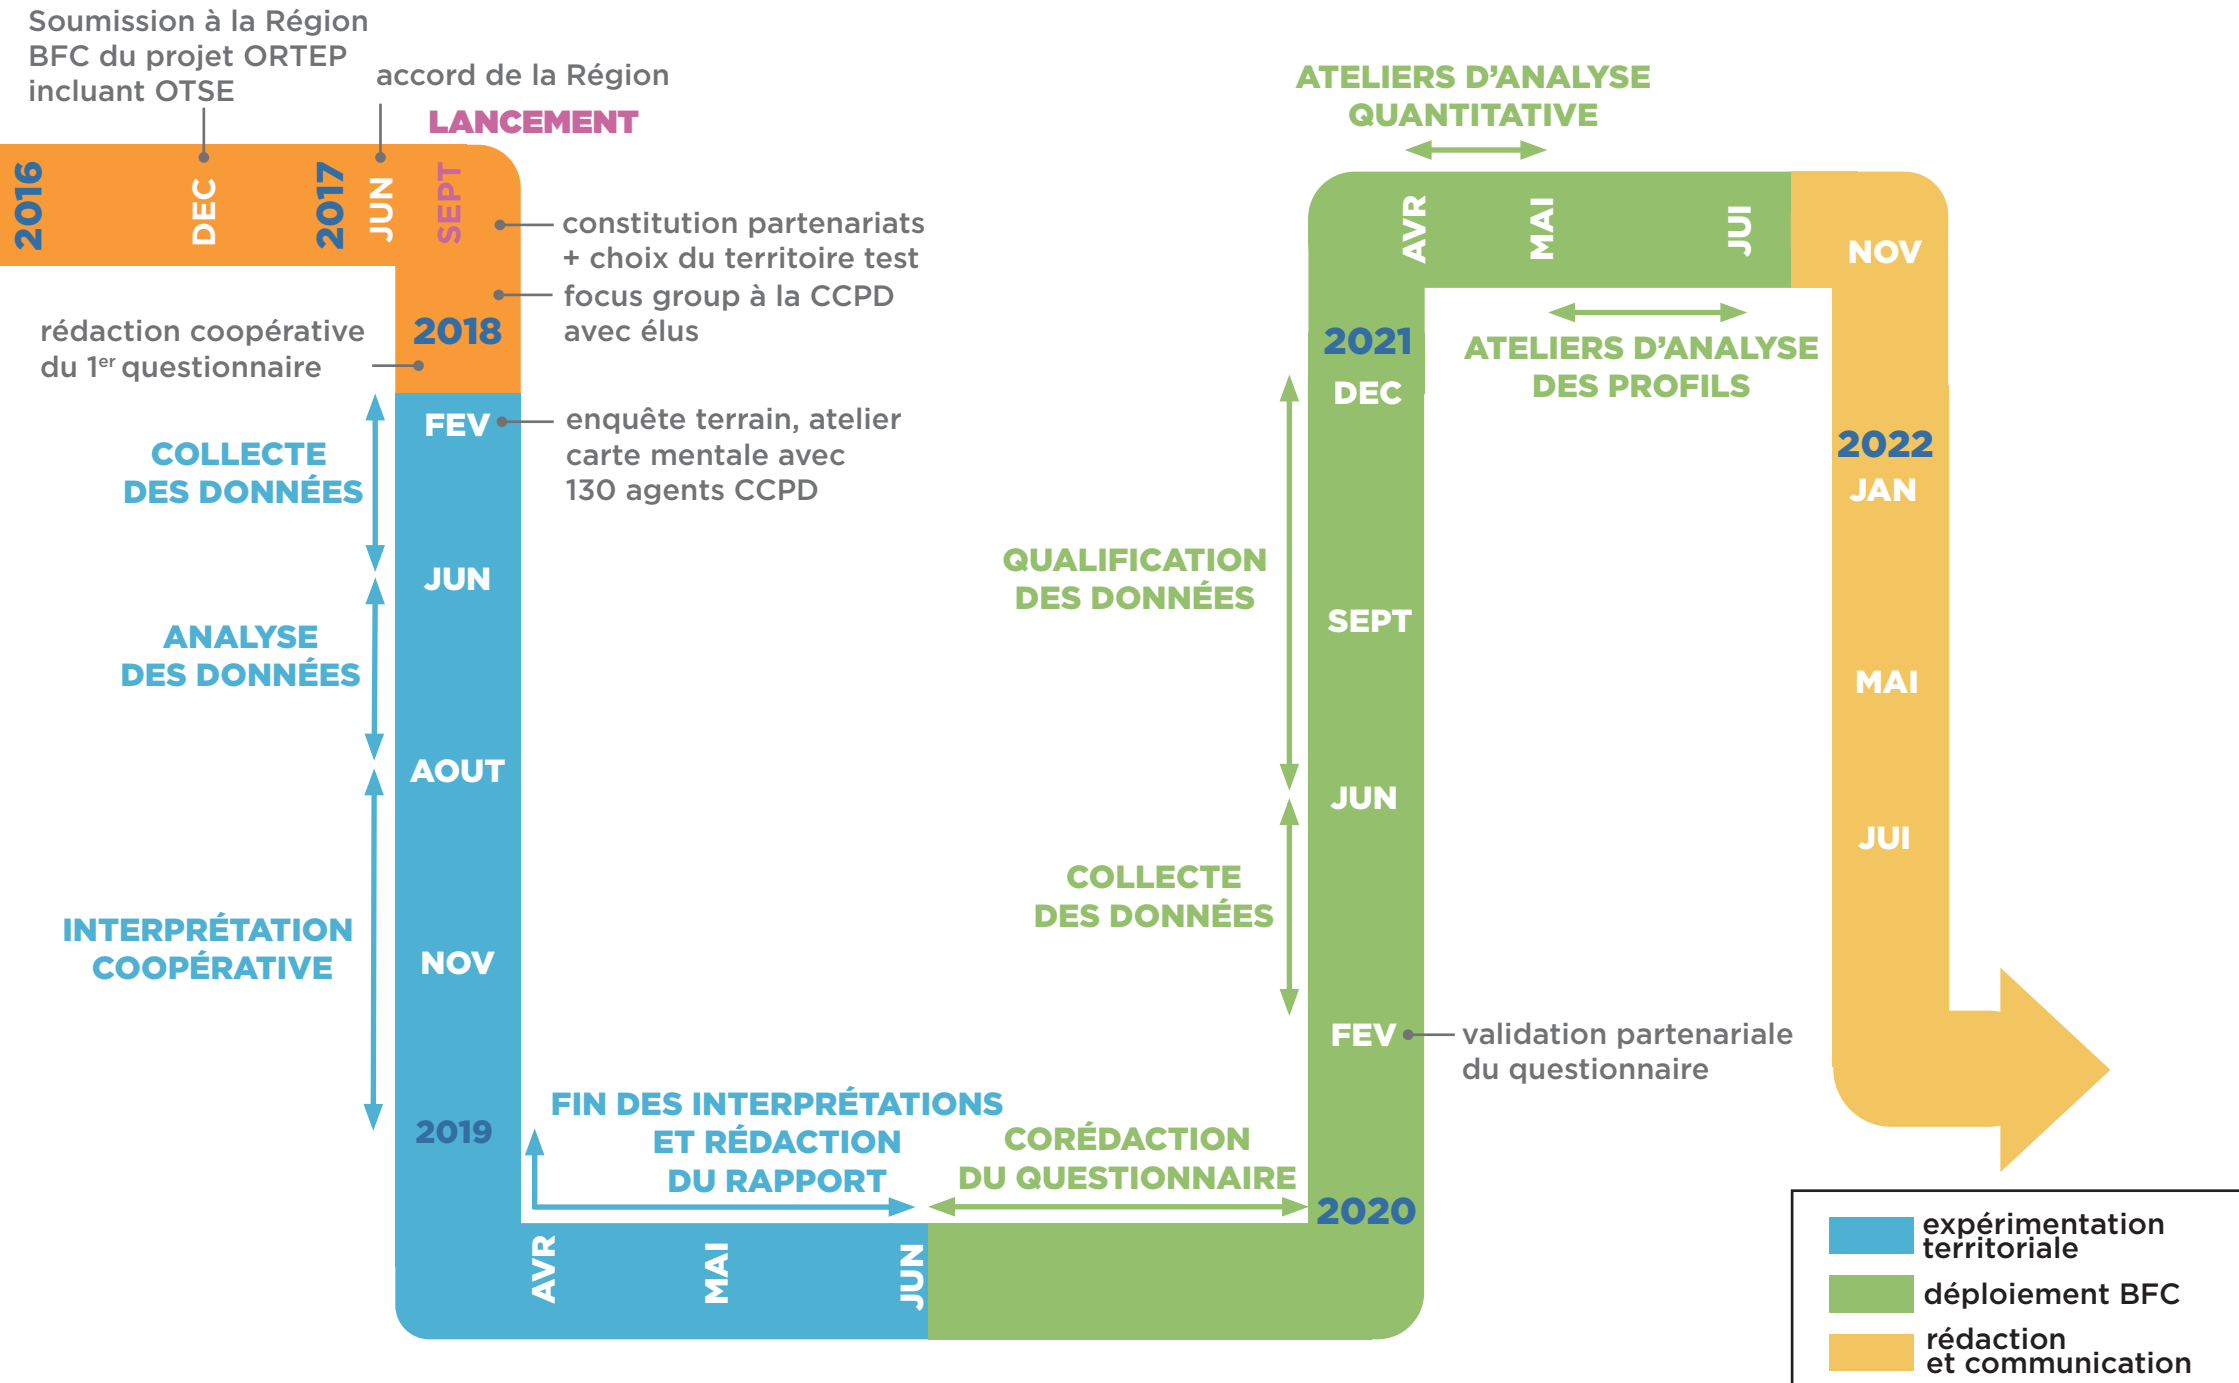 Soumission à la Région
BFC du projet ORTEP
incluant OTSE
accord de la Région
LANCEMENT
2016
DEC
2017
JUN
SEPT
constitution partenariats
+ choix du territoire test
focus group à la CCPD
avec élus
rédaction coopérative
du 1er questionnaire
2018
FEV
enquête terrain, atelier
carte mentale avec
130 agents CCPD
COLLECTE
DES DONNÉES
JUN
ANALYSE
DES DONNÉES
AOUT
INTERPRÉTATION
COOPÉRATIVE
NOV
2019
FIN DES INTERPRÉTATIONS
ET RÉDACTION
DU RAPPORT
AVR
MAI
JUN
CORÉDACTION
DU QUESTIONNAIRE
2020
FEV
validation partenariale
du questionnaire
COLLECTE
DES DONNÉES
JUN
QUALIFICATION
DES DONNÉES
SEPT
DEC
2021
ATELIERS D'ANALYSE
QUANTITATIVE
AVR
MAI
JUI
ATELIERS D'ANALYSE
DES PROFILS
NOV
2022
JAN
MAI
JUI
expérimentation
territoriale
déploiement BFC
rédaction
et communication